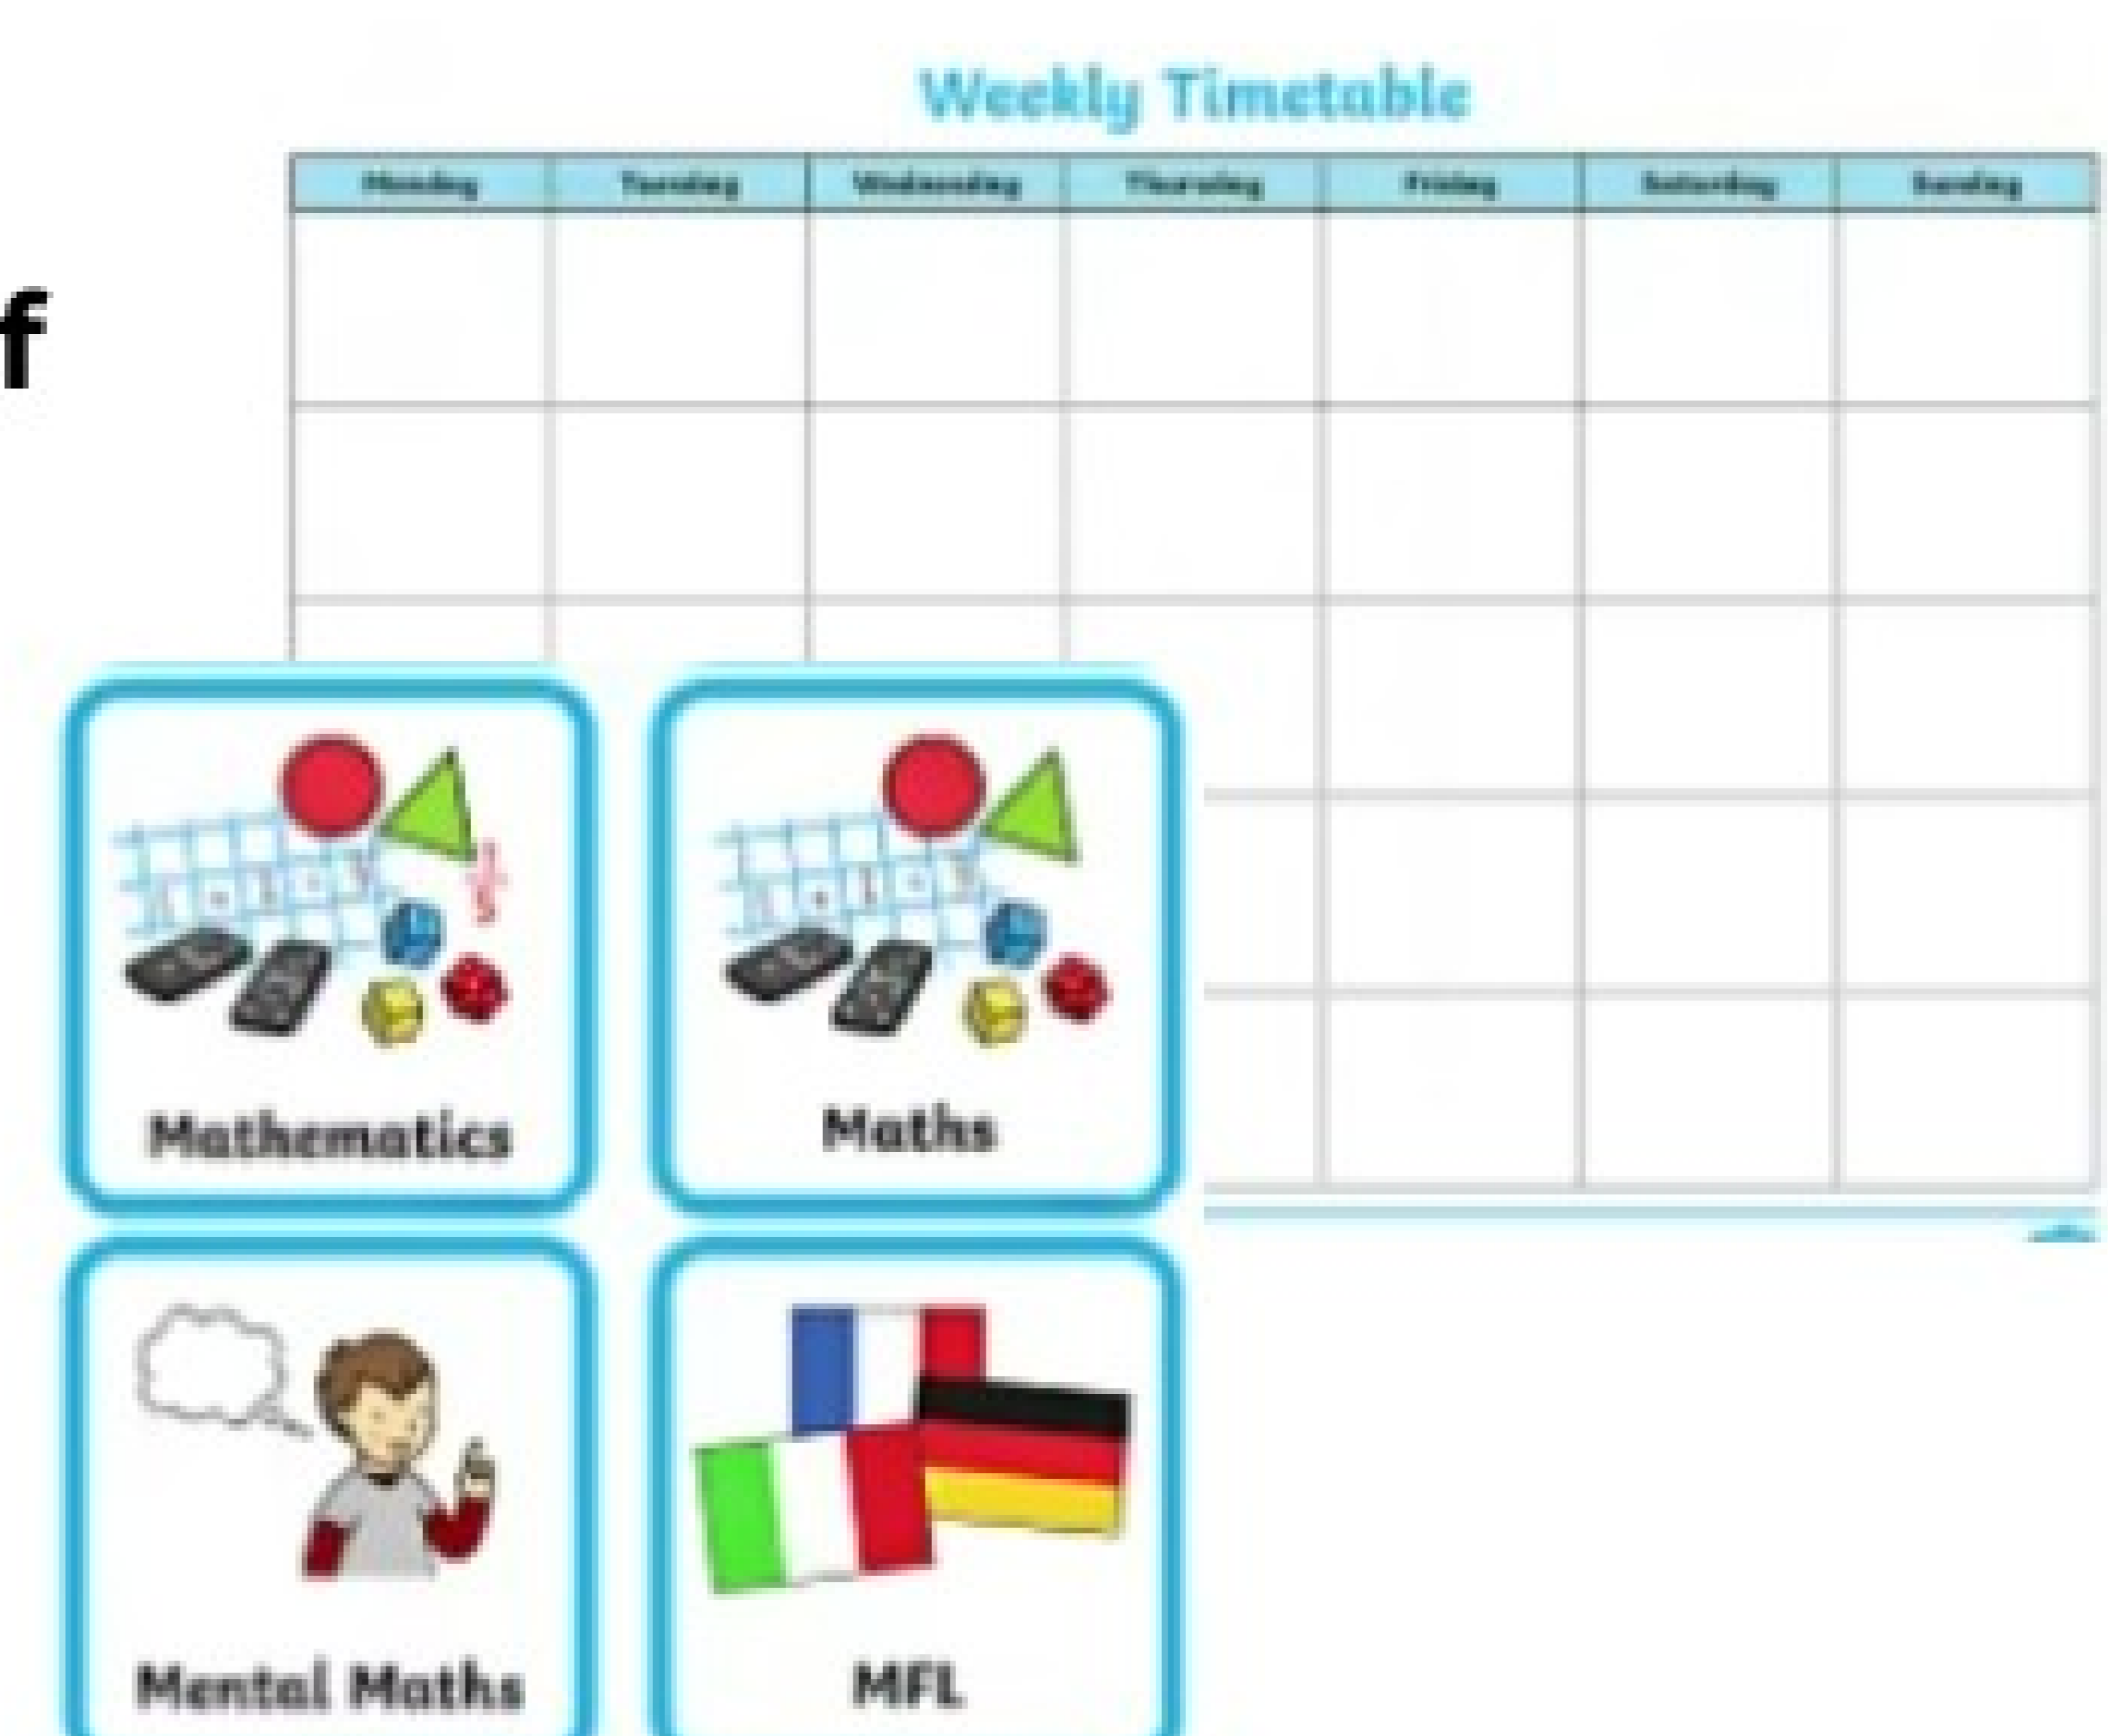 Weekly Timetable
Monday Tuesday Wednesday Thursday Friday Saturday Sunday
f
Mathematics
Maths
Mental Maths
MFL